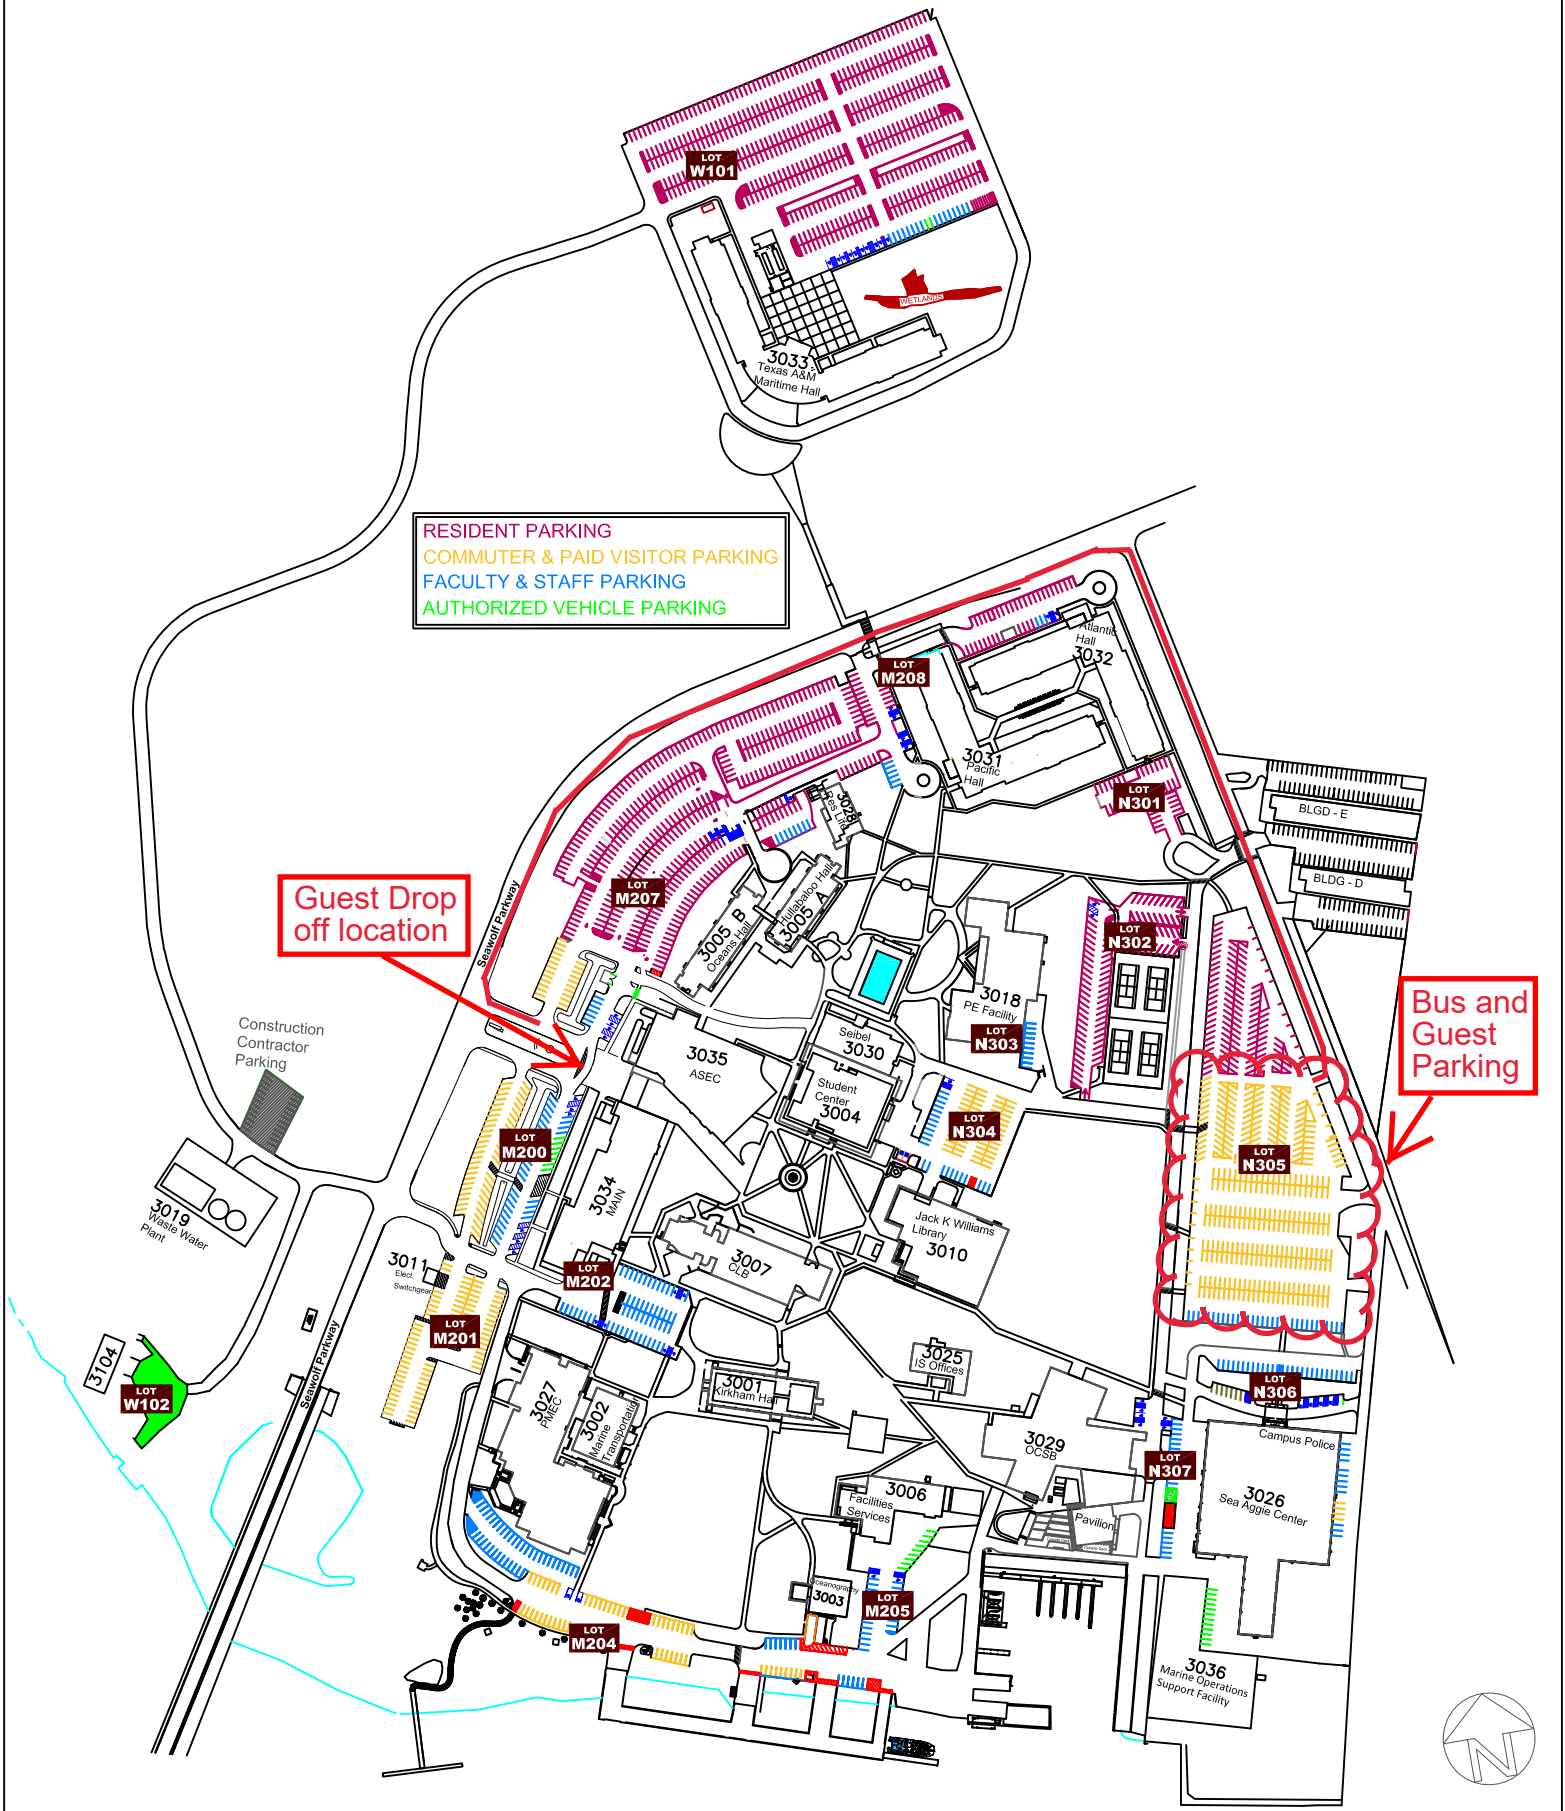 LOT
W101
WETLANDS
3033
Texas A&M
Maritime Hall
RESIDENT PARKING
COMMUTER & PAID VISITOR PARKING
FACULTY & STAFF PARKING
AUTHORIZED VEHICLE PARKING
Atlantic
Hall
3032
LOT
M208
3031
Pacific
Hall
LOT
N301
3028
Res Life
BLGD - E
BLDG - D
Guest Drop
off location
LOT
M207
Seawolf Parkway
3005 B
Oceans Hall
Hullabaloo Hall
3005 A
LOT
N302
3018
PE Facility
LOT
N303
Bus and
Guest
Parking
Construction
Contractor
Parking
3035
ASEC
Seibel
3030
Student
Center
3004
LOT
N304
LOT
M200
LOT
N305
3034
MAIN
3019
Waste Water
Plant
Jack K Williams
Library
3010
3011
Elect.
Switchgear
3007
CLB
LOT
M202
LOT
M201
Seawolf Parkway
3104
LOT
W102
3025
IS Offices
3001
Kirkham Hall
LOT
N306
3027
PMEC
3002
Marine
Transportation
Campus Police
3029
OCSB
LOT
N307
3026
Sea Aggie Center
3006
Facilities
Services
Pavilion
Oceanography
3003
LOT
M205
LOT
M204
3036
Marine Operations
Support Facility
N